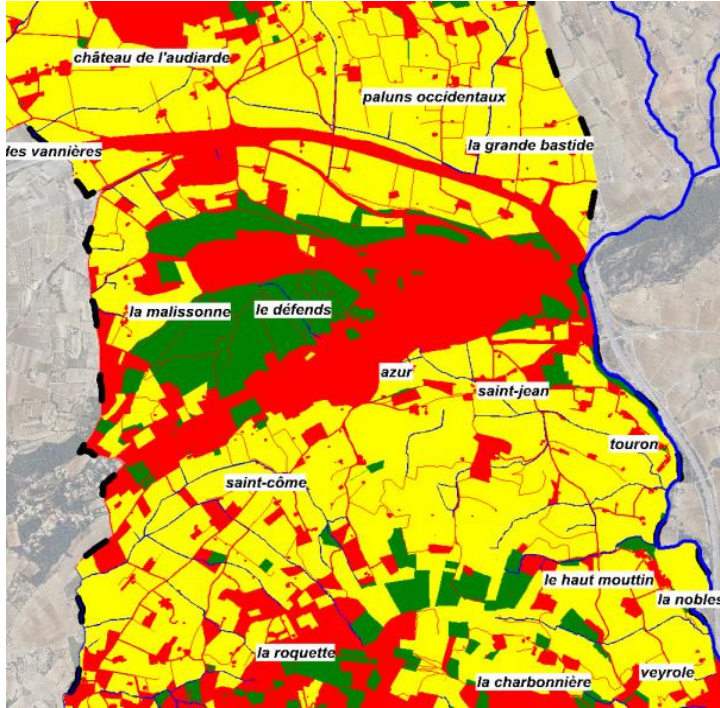 château de l'audiarde
paluns occidentaux
la grande bastide
des vannières
la malissonne
le défends
azur
saint-jean
touron
saint-côme
le haut mouttin
la nobles
la roquette
veyrole
la charbonnière